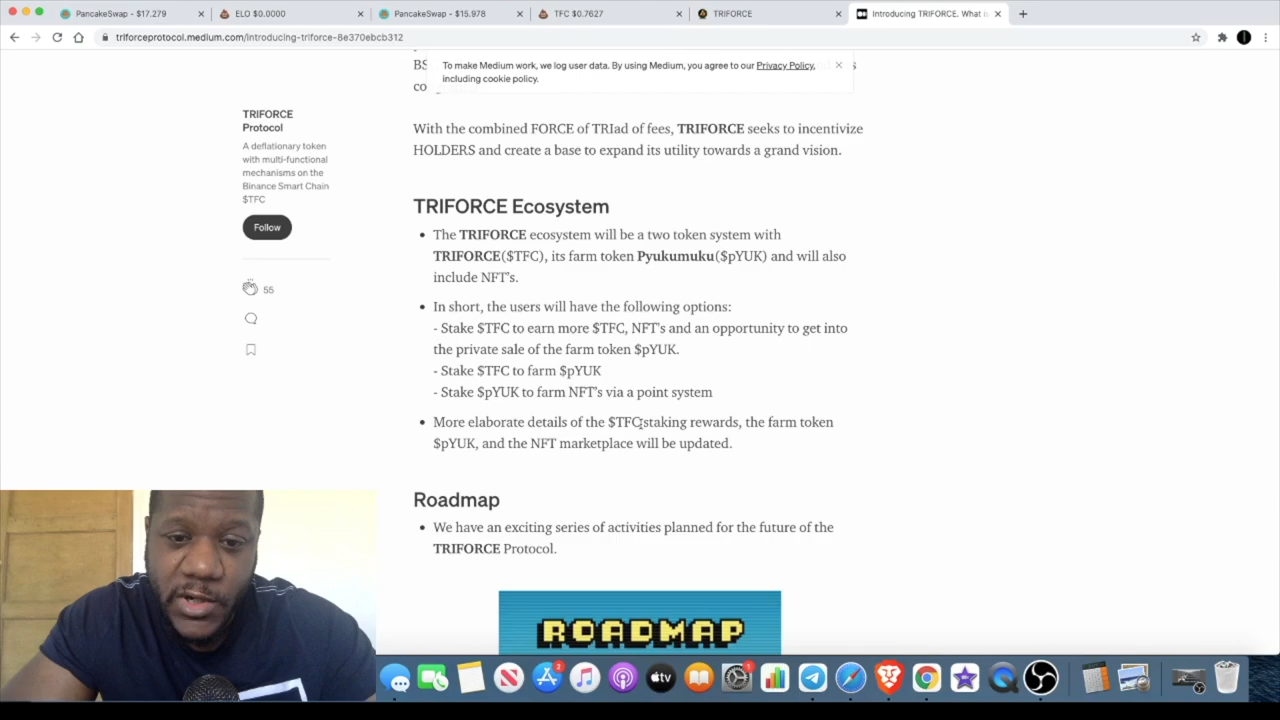 PancakeSwap - $17.279
ELO $0.0000
PancakeSwap - $15.978
TFC $0.7627
TRIFORCE
Introducing TRIFORCE. What is
triforceprotocol.medium.com/introducing-triforce-8e370ebcb312
To make Medium work, we log user data. By using Medium, you agree to our Privacy Policy,
including cookie policy.
TRIFORCE
Protocol
A deflationary token
with multi-functional
mechanisms on the
Binance Smart Chain
$TFC
Follow
55
With the combined FORCE of TRIad of fees, TRIFORCE seeks to incentivize
HOLDERS and create a base to expand its utility towards a grand vision.
TRIFORCE Ecosystem
• The TRIFORCE ecosystem will be a two token system with
TRIFORCE($TFC), its farm token Pyukumuku($pYUK) and will also
include NFT's.
• In short, the users will have the following options:
- Stake $TFC to earn more $TFC, NFT's and an opportunity to get into
the private sale of the farm token $pYUK.
- Stake $TFC to farm $pYUK
- Stake $pYUK to farm NFT's via a point system
• More elaborate details of the $TFC staking rewards, the farm token
$pYUK, and the NFT marketplace will be updated.
Roadmap
• We have an exciting series of activities planned for the future of the
TRIFORCE Protocol.
ROADMAP
2
tv
1